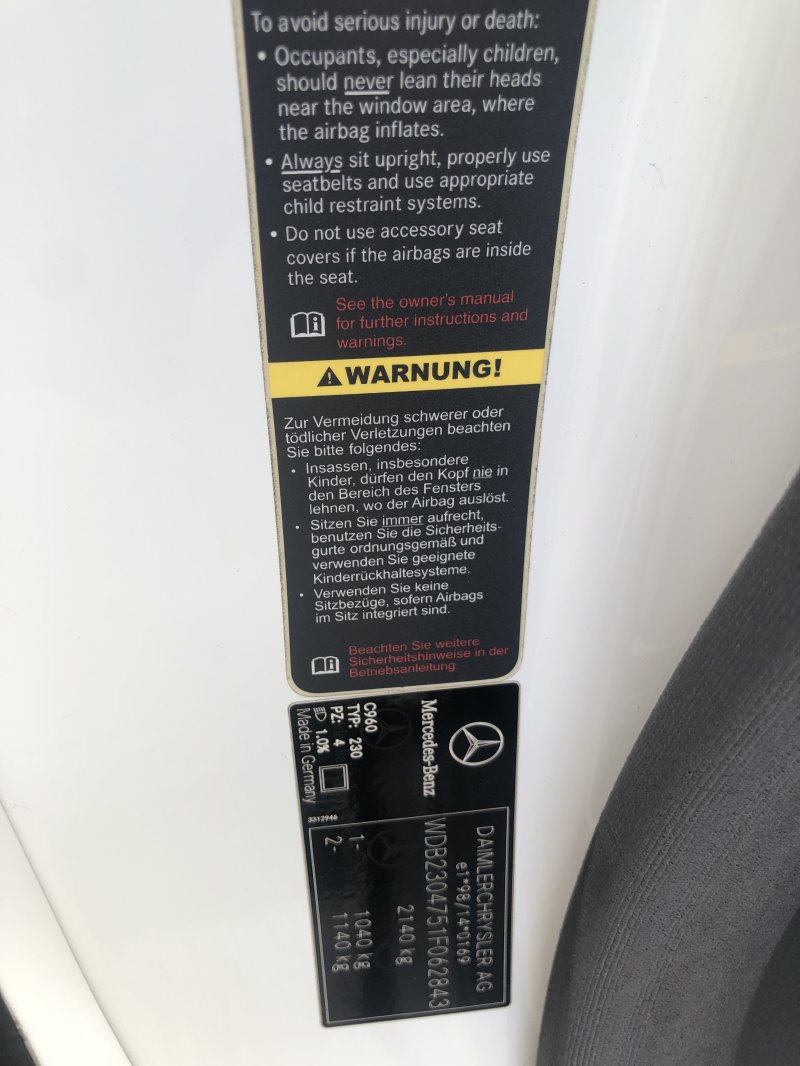 To avoid serious injury or death:
• Occupants, especially children,
should never lean their heads
near the window area, where
the airbag inflates.
• Always sit upright, properly use
seatbelts and use appropriate
child restraint systems.
• Do not use accessory seat
covers if the airbags are inside
the seat.
See the owner's manual
for further instructions and
warnings.
WARNUNG!
Zur Vermeidung schwerer oder
tödlicher Verletzungen beachten
Sie bitte folgendes:
• Insassen, insbesondere
Kinder, dürfen den Kopf nie in
den Bereich des Fensters
lehnen, wo der Airbag auslöst.
• Sitzen Sie immer aufrecht,
benutzen Sie die Sicherheits-
gurte ordnungsgemäß und
verwenden Sie geeignete
Kinderrückhaltesysteme.
• Verwenden Sie keine
Sitzbezüge, sofern Airbags
im Sitz integriert sind.
Beachten Sie weitere
Sicherheitshinweise in der
Betriebsanleitung.
Mercedes-Benz
C960
TYP: 230
PZ: 4
1.0%
Made in Germany
3312946
DAIMLERCHRYSLER AG
e1*98/14*0169
WDB2304751F062843
2140 kg
1- 1040 kg
2- 1140 kg